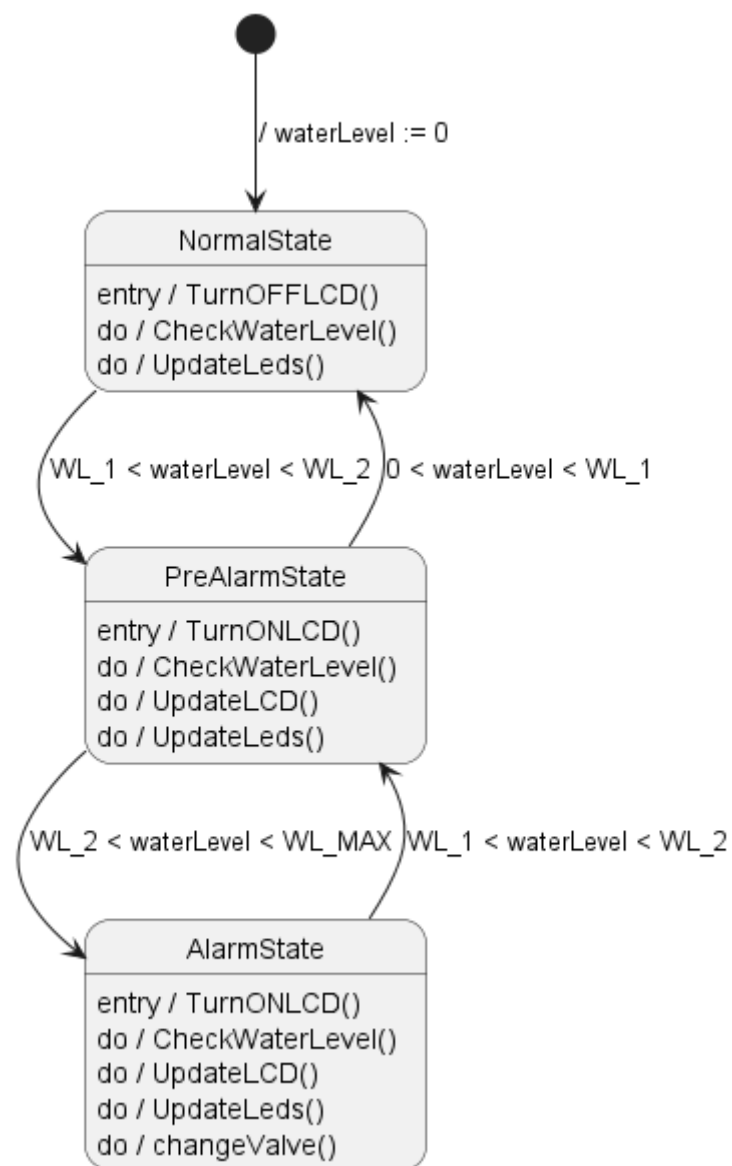 / waterLevel := 0
NormalState
entry / TurnOFFLCD()
do / CheckWaterLevel()
do / UpdateLeds()
WL_1 < waterLevel < WL_2
0 < waterLevel < WL_1
PreAlarmState
entry / TurnONLCD()
do / CheckWaterLevel()
do / UpdateLCD()
do / UpdateLeds()
WL_2 < waterLevel < WL_MAX
WL_1 < waterLevel < WL_2
AlarmState
entry / TurnONLCD()
do / CheckWaterLevel()
do / UpdateLCD()
do / UpdateLeds()
do / changeValve()